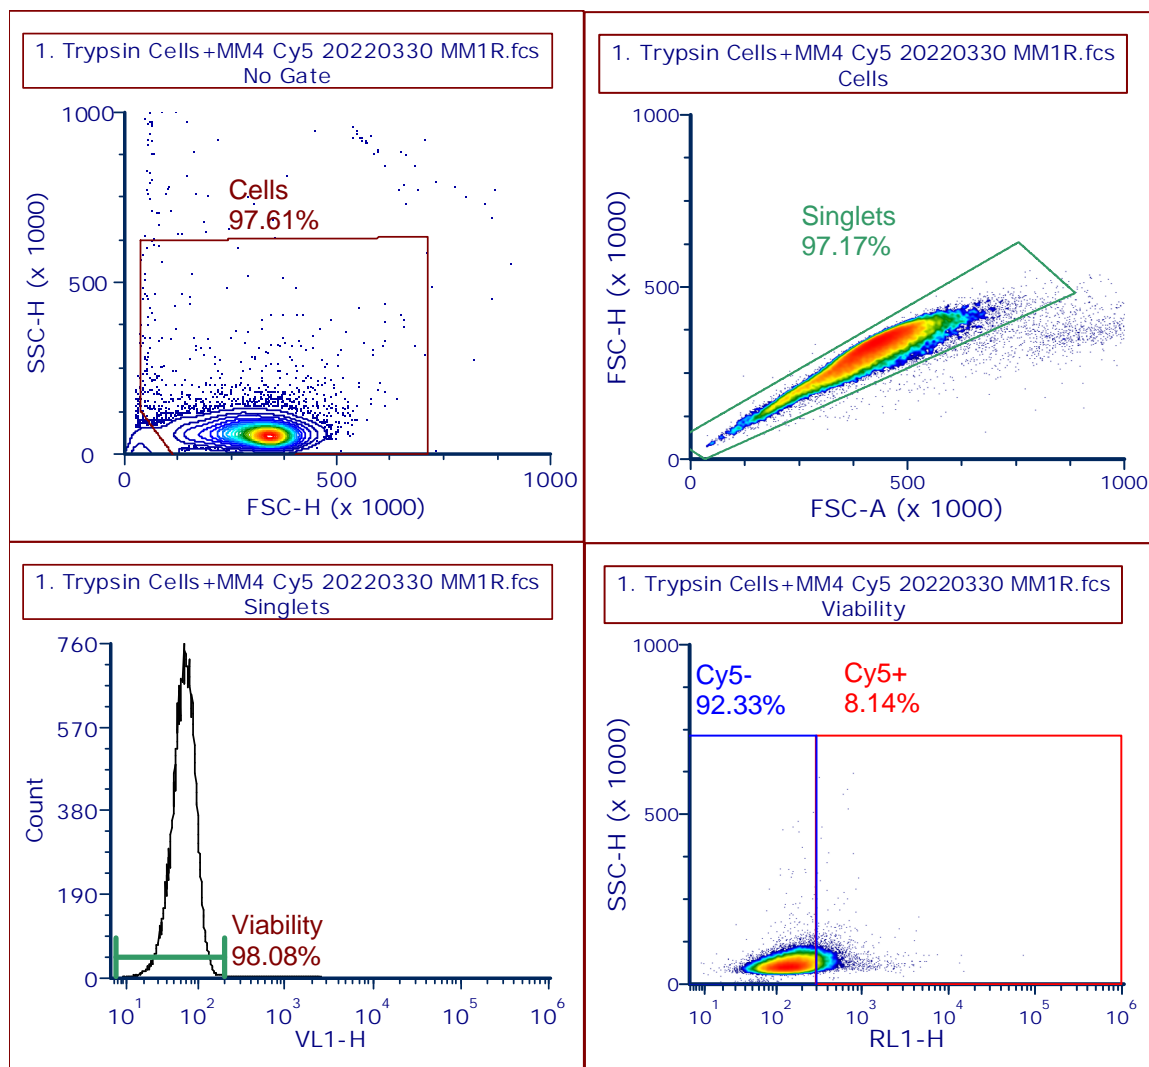 1. Trypsin Cells+MM4 Cy5 20220330 MM1R.fcs
No Gate
1000
500
0
SSC-H (x 1000)
Cells
97.61%
0
500
1000
FSC-H (x 1000)
1. Trypsin Cells+MM4 Cy5 20220330 MM1R.fcs
Cells
1000
500
0
FSC-H (x 1000)
Singlets
97.17%
0
500
1000
FSC-A (x 1000)
1. Trypsin Cells+MM4 Cy5 20220330 MM1R.fcs
Singlets
760
570
380
190
0
Count
Viability
98.08%
10^1
10^2
10^3
10^4
10^5
10^6
VL1-H
1. Trypsin Cells+MM4 Cy5 20220330 MM1R.fcs
Viability
1000
500
0
SSC-H (x 1000)
Cy5-
92.33%
Cy5+
8.14%
10^1
10^2
10^3
10^4
10^5
10^6
RL1-H